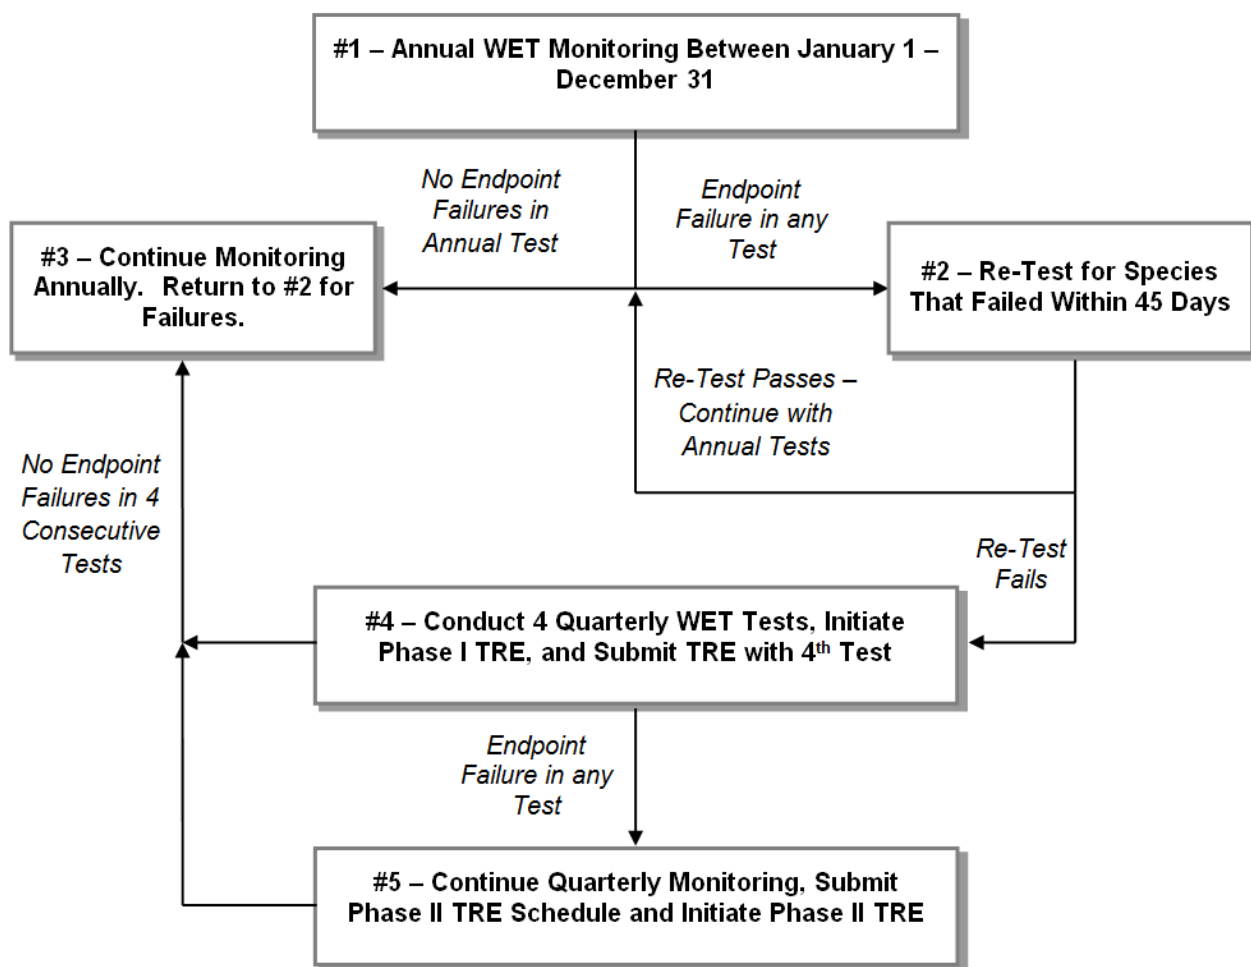 #1 – Annual WET Monitoring Between January 1 –
December 31
No Endpoint
Failures in
Annual Test
Endpoint
Failure in any
Test
#3 – Continue Monitoring
Annually. Return to #2 for
Failures.
#2 – Re-Test for Species
That Failed Within 45 Days
Re-Test Passes –
Continue with
Annual Tests
No Endpoint
Failures in 4
Consecutive
Tests
Re-Test
Fails
#4 – Conduct 4 Quarterly WET Tests, Initiate
Phase I TRE, and Submit TRE with 4th Test
Endpoint
Failure in any
Test
#5 – Continue Quarterly Monitoring, Submit
Phase II TRE Schedule and Initiate Phase II TRE